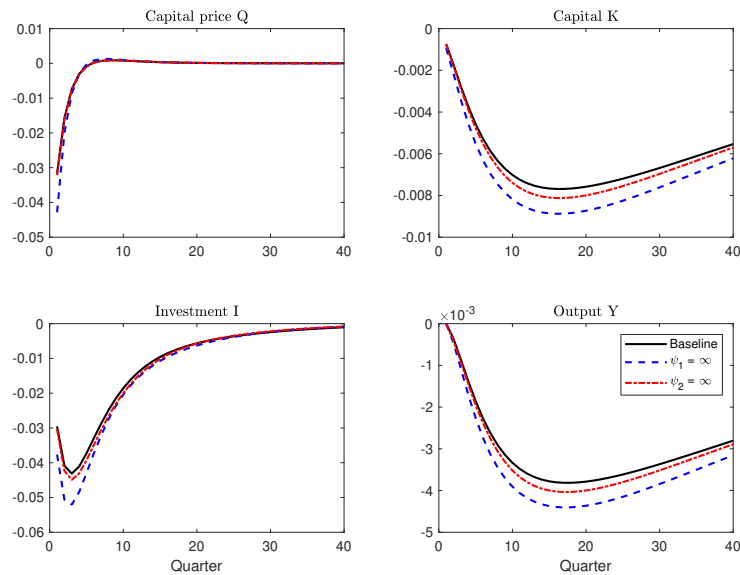 Capital price Q
0.01
0
-0.01
-0.02
-0.03
-0.04
-0.05
0 10 20 30 40
Capital K
0
-0.002
-0.004
-0.006
-0.008
-0.01
0 10 20 30 40
Investment I
0
-0.01
-0.02
-0.03
-0.04
-0.05
-0.06
0 10 20 30 40
Quarter
Output Y
×10⁻³
0
-1
-2
-3
-4
-5
0 10 20 30 40
Quarter
Baseline
ψ₁ = ∞
ψ₂ = ∞